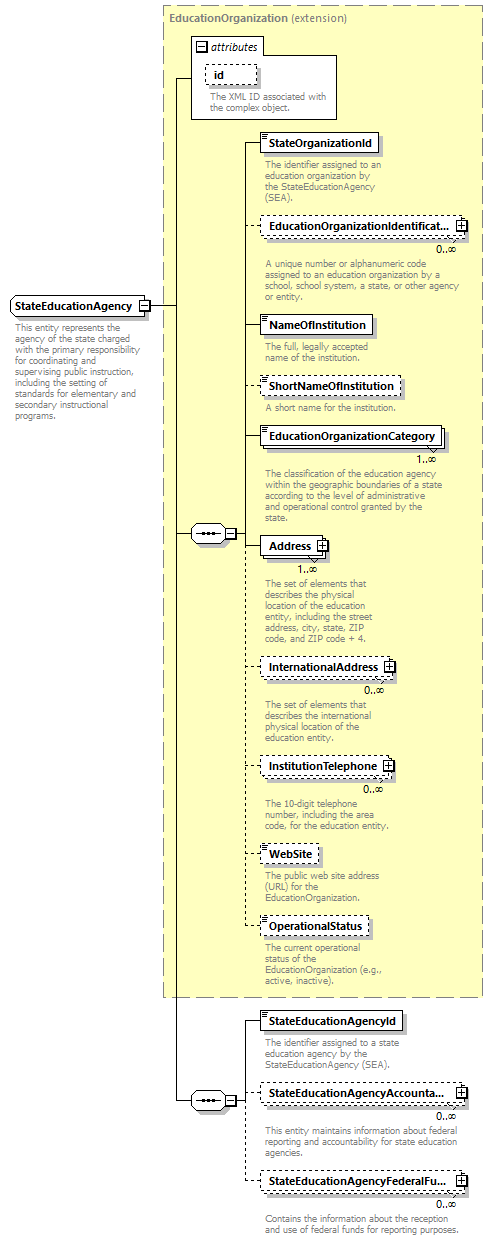 EducationOrganization (extension)
attributes
id
The XML ID associated with
the complex object.
StateOrganizationId
The identifier assigned to an
education organization by
the StateEducationAgency
(SEA).
EducationOrganizationIdentificat...
0..∞
A unique number or alphanumeric code
assigned to an education organization by a
school, school system, a state, or other agency
or entity.
StateEducationAgency
This entity represents the
agency of the state charged
with the primary responsibility
for coordinating and
supervising public instruction,
including the setting of
standards for elementary and
secondary instructional
programs.
NameOfInstitution
The full, legally accepted
name of the institution.
ShortNameOfInstitution
A short name for the institution.
EducationOrganizationCategory
1..∞
The classification of the education agency
within the geographic boundaries of a state
according to the level of administrative
and operational control granted by the
state.
Address
1..∞
The set of elements that
describes the physical
location of the education
entity, including the street
address, city, state, ZIP
code, and ZIP code + 4.
InternationalAddress
0..∞
The set of elements that
describes the international
physical location of the
education entity.
InstitutionTelephone
0..∞
The 10-digit telephone
number, including the area
code, for the education entity.
WebSite
The public web site address
(URL) for the
EducationOrganization.
OperationalStatus
The current operational
status of the
EducationOrganization (e.g.,
active, inactive).
StateEducationAgencyId
The identifier assigned to a state
education agency by the
StateEducationAgency (SEA).
StateEducationAgencyAccounta...
0..∞
This entity maintains information about federal
reporting and accountability for state education
agencies.
StateEducationAgencyFederalFu...
0..∞
Contains the information about the reception
and use of federal funds for reporting purposes.